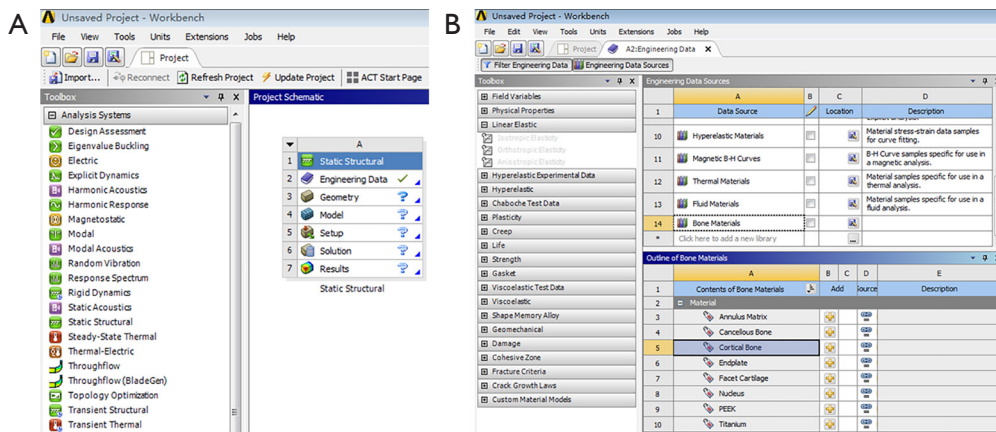 A
Unsaved Project - Workbench
File View Tools Units Extensions Jobs Help
Project
Import... Reconnect Refresh Project Update Project ACT Start Page
Toolbox
Analysis Systems
Design Assessment
Eigenvalue Buckling
Electric
Explicit Dynamics
Harmonic Acoustics
Harmonic Response
Magnetostatic
Modal
Modal Acoustics
Random Vibration
Response Spectrum
Rigid Dynamics
Static Acoustics
Static Structural
Steady-State Thermal
Thermal-Electric
Throughflow
Throughflow (BladeGen)
Topology Optimization
Transient Structural
Transient Thermal
Project Schematic
A
1 Static Structural
2 Engineering Data
3 Geometry
4 Model
5 Setup
6 Solution
7 Results
Static Structural
B
Unsaved Project - Workbench
File Edit View Tools Units Extensions Jobs Help
Project A2:Engineering Data
Filter Engineering Data Engineering Data Sources
Toolbox
Field Variables
Physical Properties
Linear Elastic
Isotropic Elasticity
Orthotropic Elasticity
Anisotropic Elasticity
Hyperelastic Experimental Data
Hyperelastic
Chaboche Test Data
Plasticity
Creep
Life
Strength
Gasket
Viscoelastic Test Data
Viscoelastic
Shape Memory Alloy
Geomechanical
Damage
Cohesive Zone
Fracture Criteria
Crack Growth Laws
Custom Material Models
Engineering Data Sources
A B C D
1 Data Source Location Description
10 Hyperelastic Materials Material stress-strain data samples
for curve fitting.
11 Magnetic B-H Curves B-H Curve samples specific for use in
a magnetic analysis.
12 Thermal Materials Material samples specific for use in a
thermal analysis.
13 Fluid Materials Material samples specific for use in a
fluid analysis.
14 Bone Materials
* Click here to add a new library
Outline of Bone Materials
A B C D E
1 Contents of Bone Materials Add Source Description
2 Material
3 Annulus Matrix
4 Cancellous Bone
5 Cortical Bone
6 Endplate
7 Facet Cartilage
8 Nucleus
9 PEEK
10 Titanium